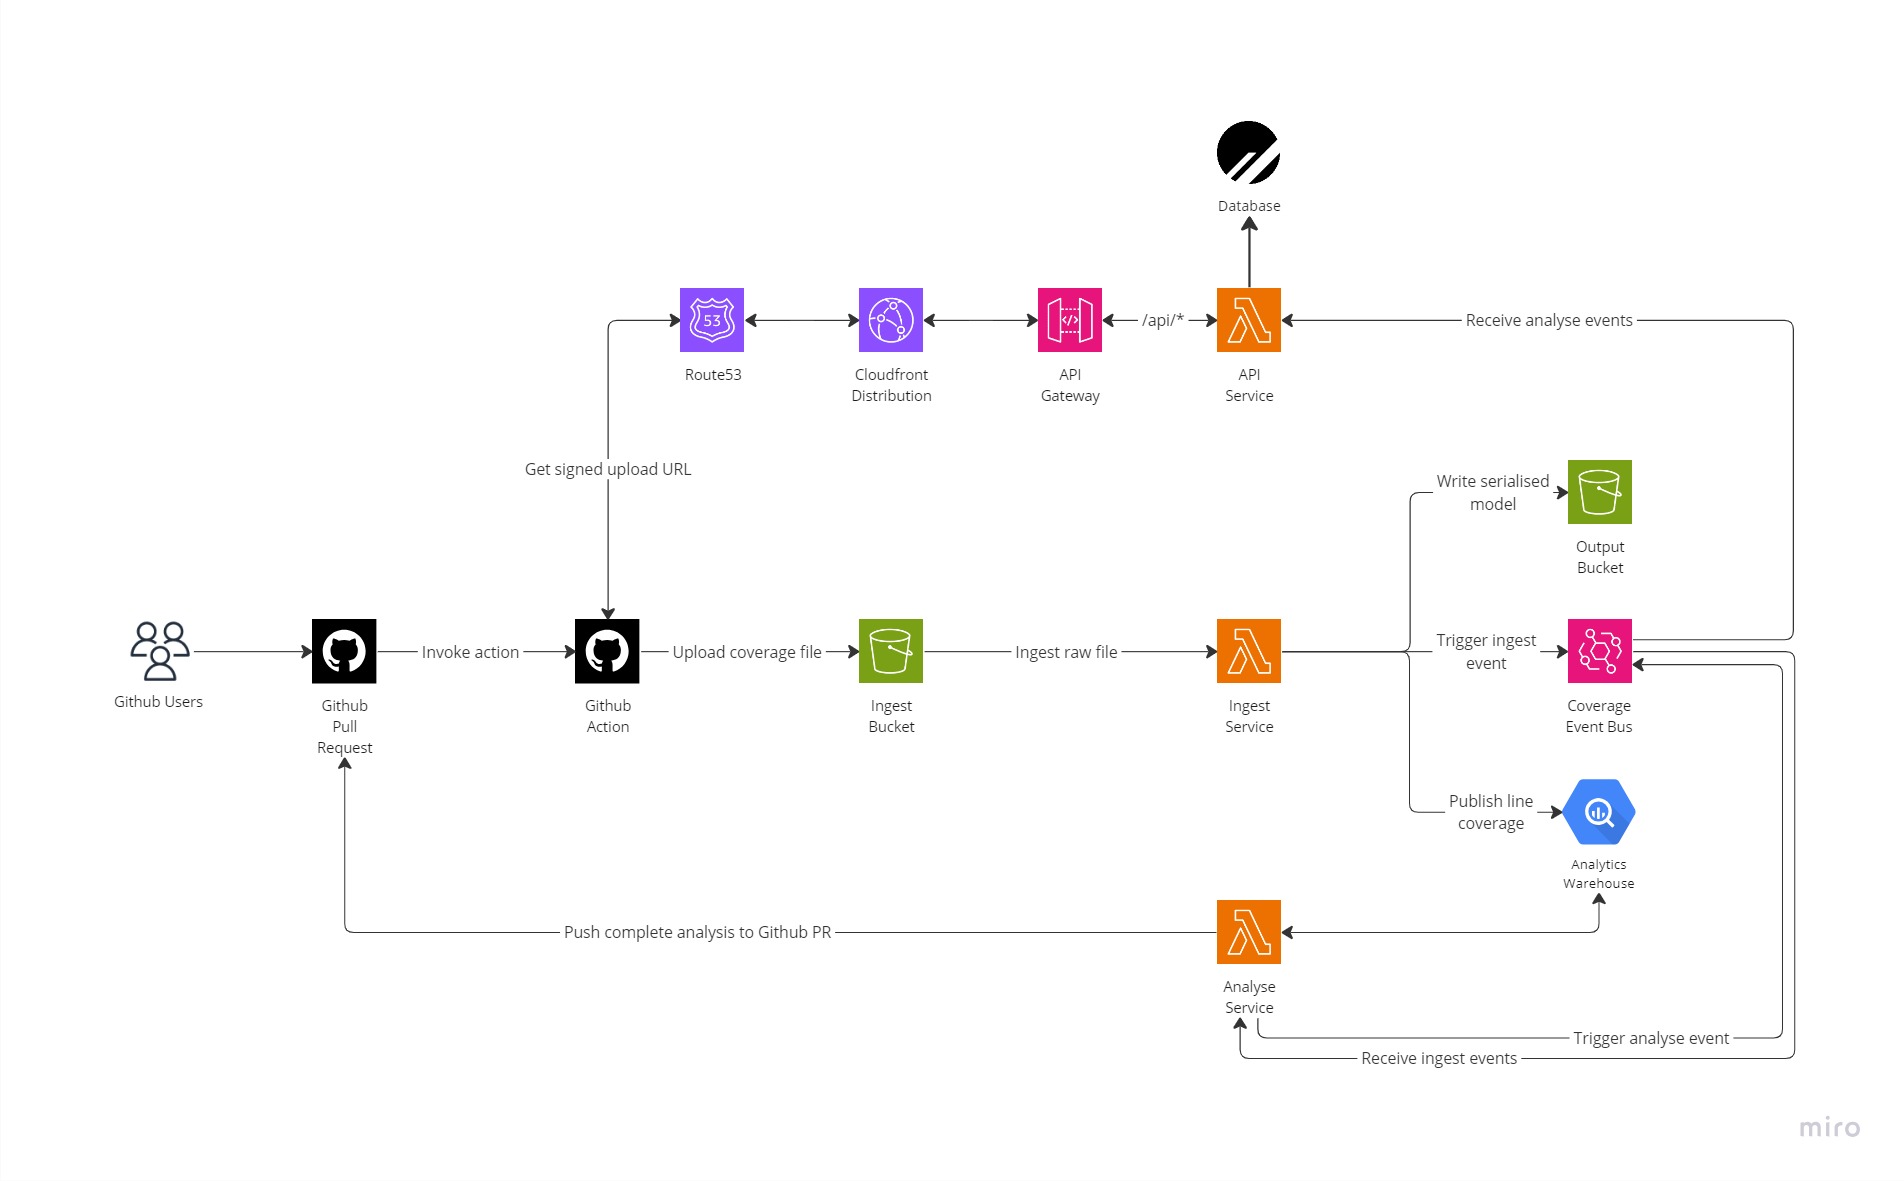 Database
53
Route53
Cloudfront
Distribution
</>
API
Gateway
/api/*
API
Service
Receive analyse events
Get signed upload URL
Write serialised
model
Output
Bucket
Github Users
Github
Pull
Request
Invoke action
Github
Action
Upload coverage file
Ingest
Bucket
Ingest raw file
Ingest
Service
Trigger ingest
event
Coverage
Event Bus
Publish line
coverage
Analytics
Warehouse
Push complete analysis to Github PR
Analyse
Service
Trigger analyse event
Receive ingest events
miro